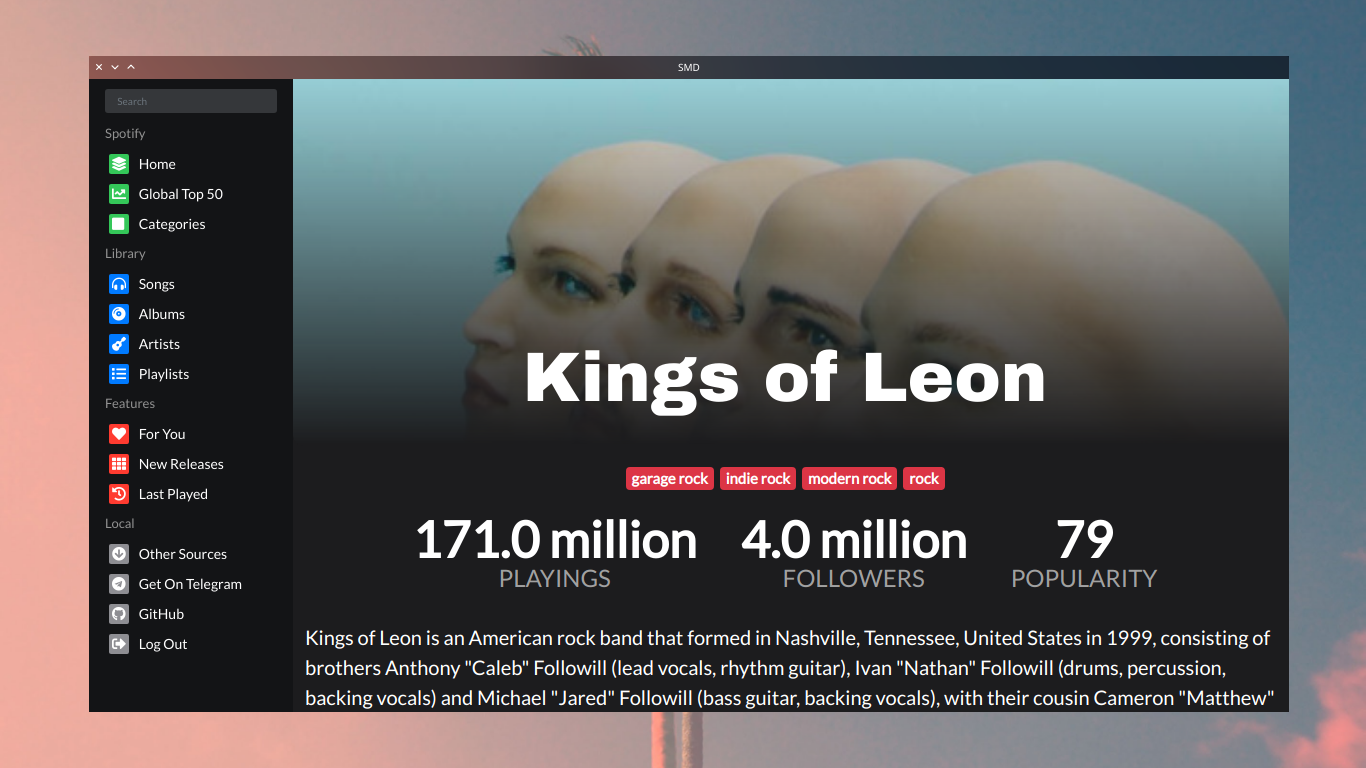 SMD
Search
Spotify
Home
Global Top 50
Categories
Library
Songs
Albums
Artists
Playlists
Features
For You
New Releases
Last Played
Local
Other Sources
Get On Telegram
GitHub
Log Out
Kings of Leon
garage rock indie rock modern rock rock
171.0 million 4.0 million 79
PLAYINGS FOLLOWERS POPULARITY
Kings of Leon is an American rock band that formed in Nashville, Tennessee, United States in 1999, consisting of
brothers Anthony "Caleb" Followill (lead vocals, rhythm guitar), Ivan "Nathan" Followill (drums, percussion,
backing vocals) and Michael "Jared" Followill (bass guitar, backing vocals), with their cousin Cameron "Matthew"